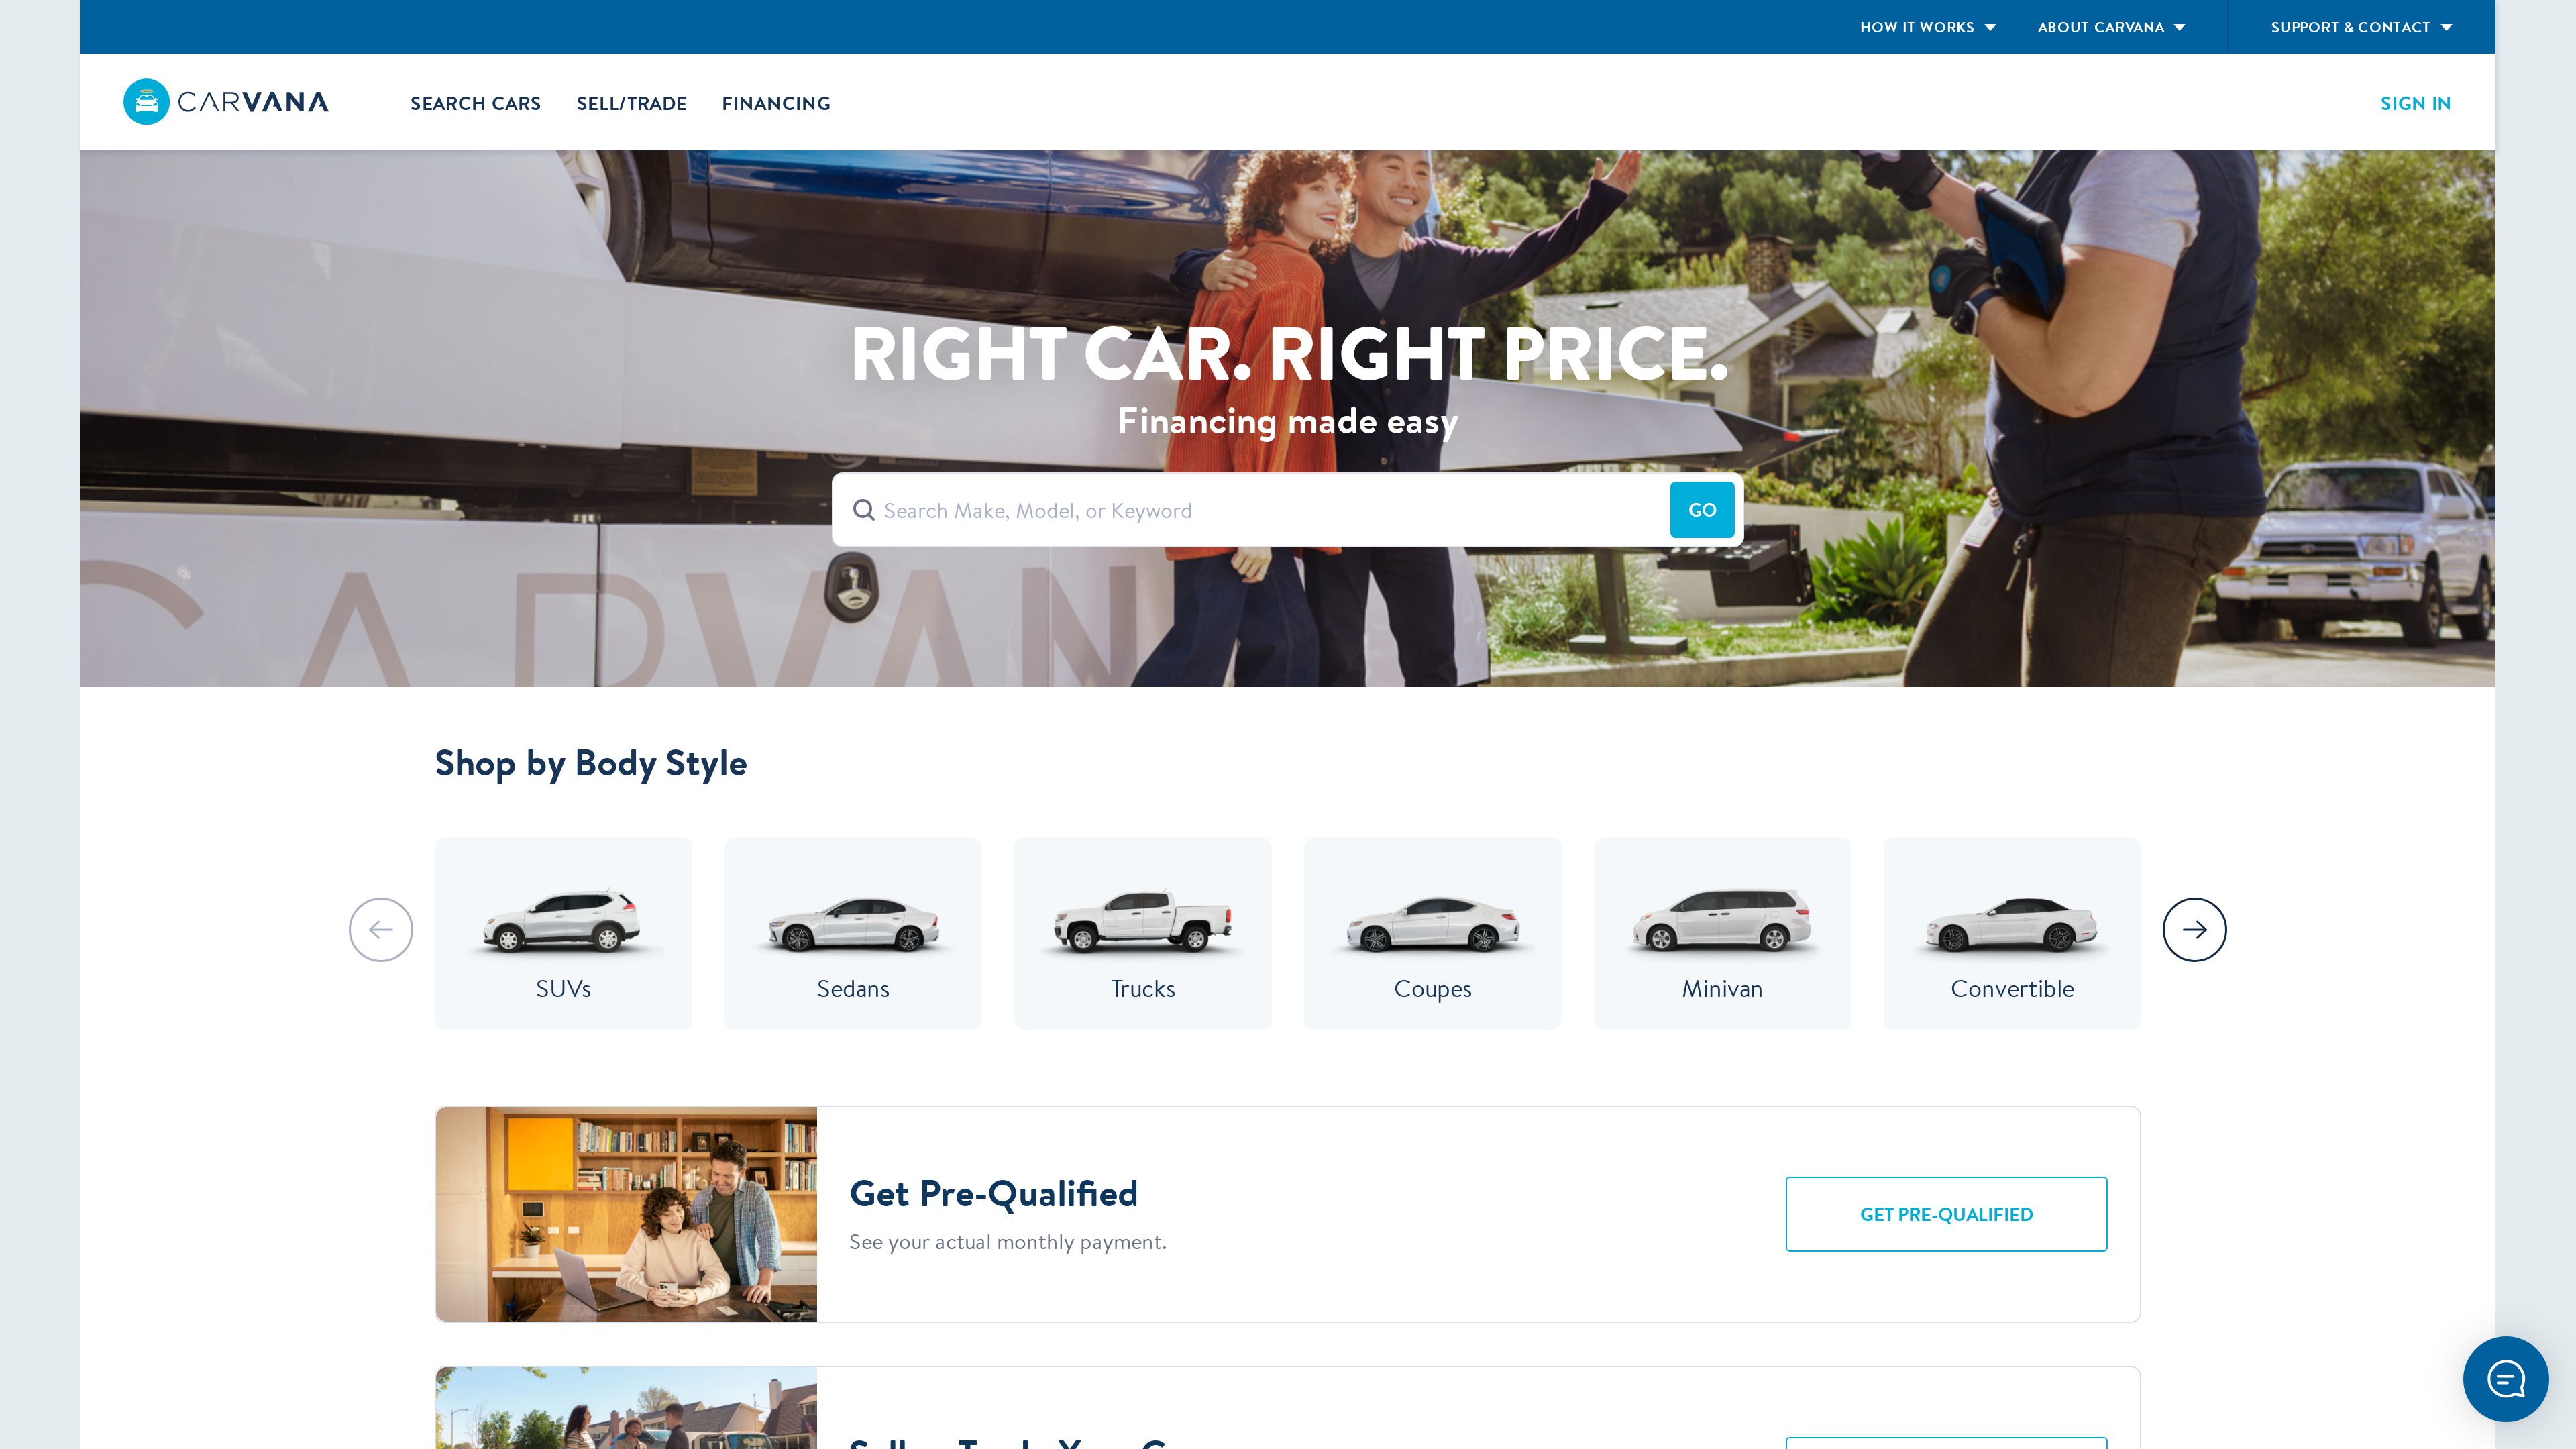 HOW IT WORKS
ABOUT CARVANA
SUPPORT & CONTACT
CARVANA
SEARCH CARS
SELL/TRADE
FINANCING
SIGN IN
RIGHT CAR. RIGHT PRICE.
Financing made easy
Search Make, Model, or Keyword
GO
CARVAN
Shop by Body Style
SUVs
Sedans
Trucks
Coupes
Minivan
Convertible
Get Pre-Qualified
See your actual monthly payment.
GET PRE-QUALIFIED